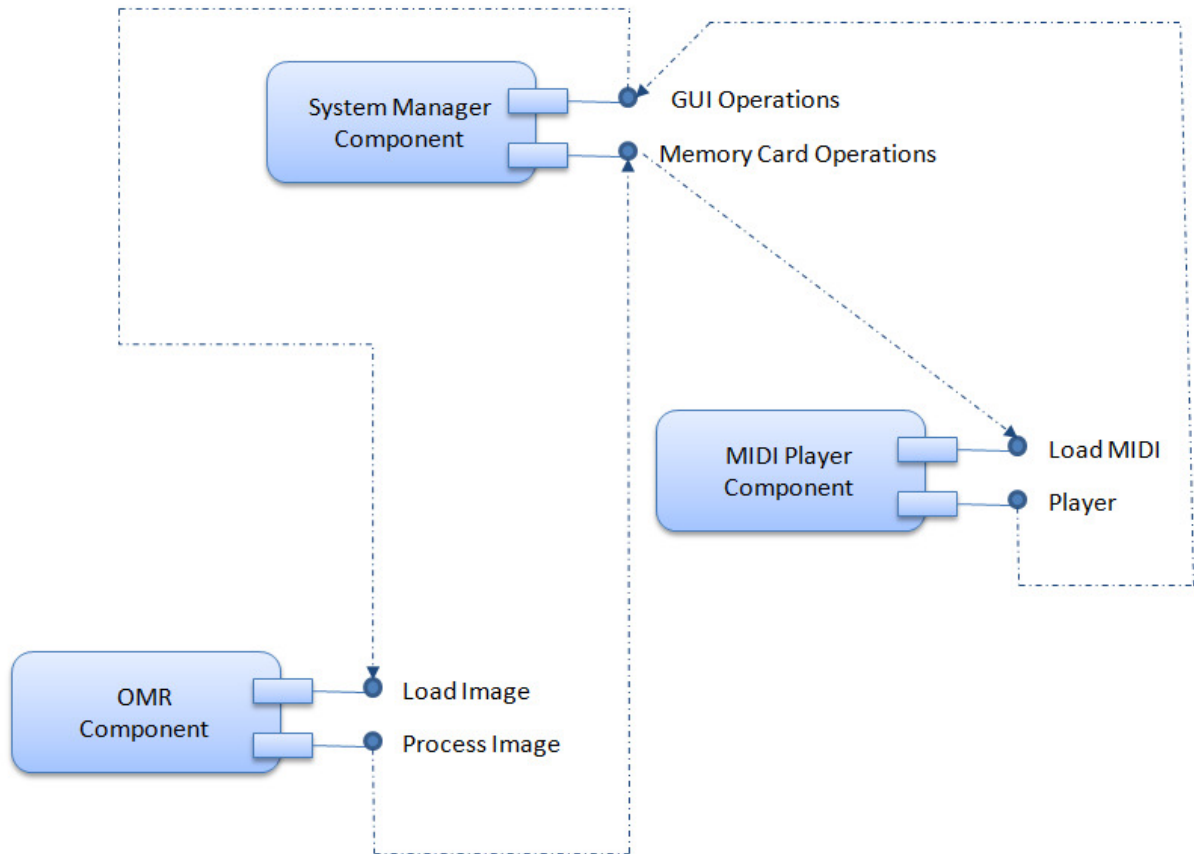 System Manager
Component
GUI Operations
Memory Card Operations
MIDI Player
Component
Load MIDI
Player
OMR
Component
Load Image
Process Image